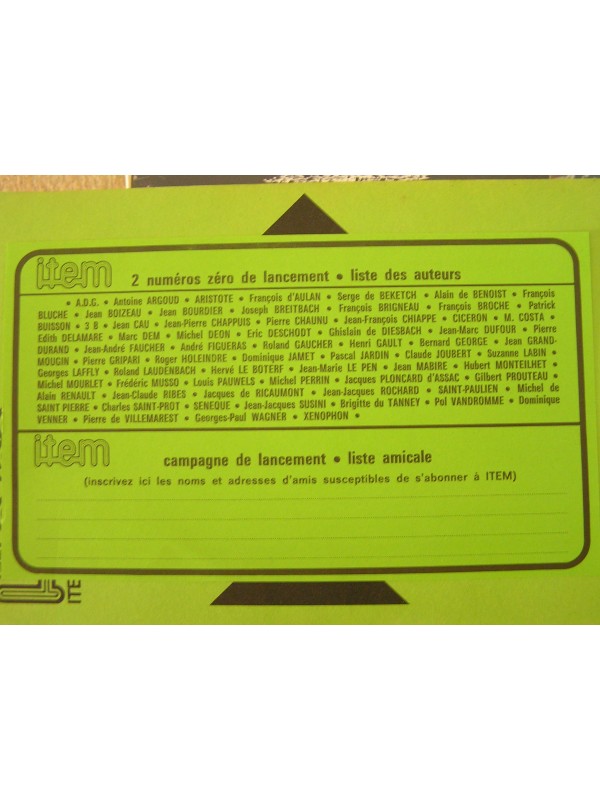 item 2 numéros zéro de lancement • liste des auteurs
• A.D.G. • Antoine ARGOUD • ARISTOTE • François d'AULAN • Serge de BEKETCH • Alain de BENOIST • François
BLUCHE • Jean BOIZEAU • Jean BOURDIER • Joseph BREITBACH • François BRIGNEAU • François BROCHE • Patrick
BUISSON • 3 B • Jean CAU • Jean-Pierre CHAPPUIS • Pierre CHAUNU • Jean-François CHIAPPE • CICERON • M. COSTA •
Edith DELAMARE • Marc DEM • Michel DEON • Eric DESCHODT • Ghislain de DIESBACH • Jean-Marc DUFOUR • Pierre
DURAND • Jean-André FAUCHER • André FIGUERAS • Roland GAUCHER • Henri GAULT • Bernard GEORGE • Jean GRAND-
MOUGIN • Pierre GRIPARI • Roger HOLEINDRE • Dominique JAMET • Pascal JARDIN • Claude JOUBERT • Suzanne LABIN •
Georges LAFFLY • Roland LAUDENBACH • Hervé LE BOTERF • Jean-Marie LE PEN • Jean MABIRE • Hubert MONTEILHET •
Michel MOURLET • Frédéric MUSSO • Louis PAUWELS • Michel PERRIN • Jacques PLONCARD d'ASSAC • Gilbert PROUTEAU •
Alain RENAULT • Jean-Claude RIBES • Jacques de RICAUMONT • Jean-Jacques ROCHARD • SAINT-PAULIEN • Michel de
SAINT PIERRE • Charles SAINT-PROT • SENEQUE • Jean-Jacques SUSINI • Brigitte du TANNEY • Pol VANDROMME • Dominique
VENNER • Pierre de VILLEMAREST • Georges-Paul WAGNER • XENOPHON •
item campagne de lancement • liste amicale
(inscrivez ici les noms et adresses d'amis susceptibles de s'abonner à ITEM)
ITE